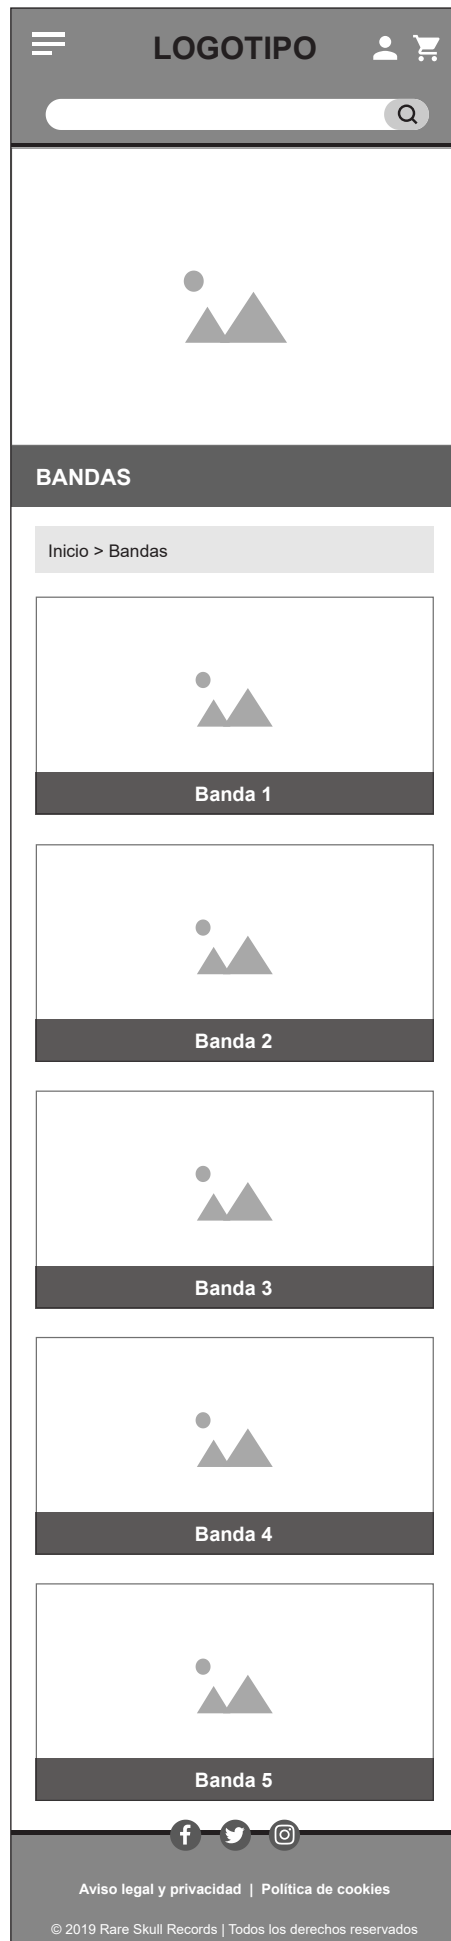 LOGOTIPO
BANDAS
Inicio > Bandas
Banda 1
Banda 2
Banda 3
Banda 4
Banda 5
Aviso legal y privacidad | Política de cookies
© 2019 Rare Skull Records | Todos los derechos reservados